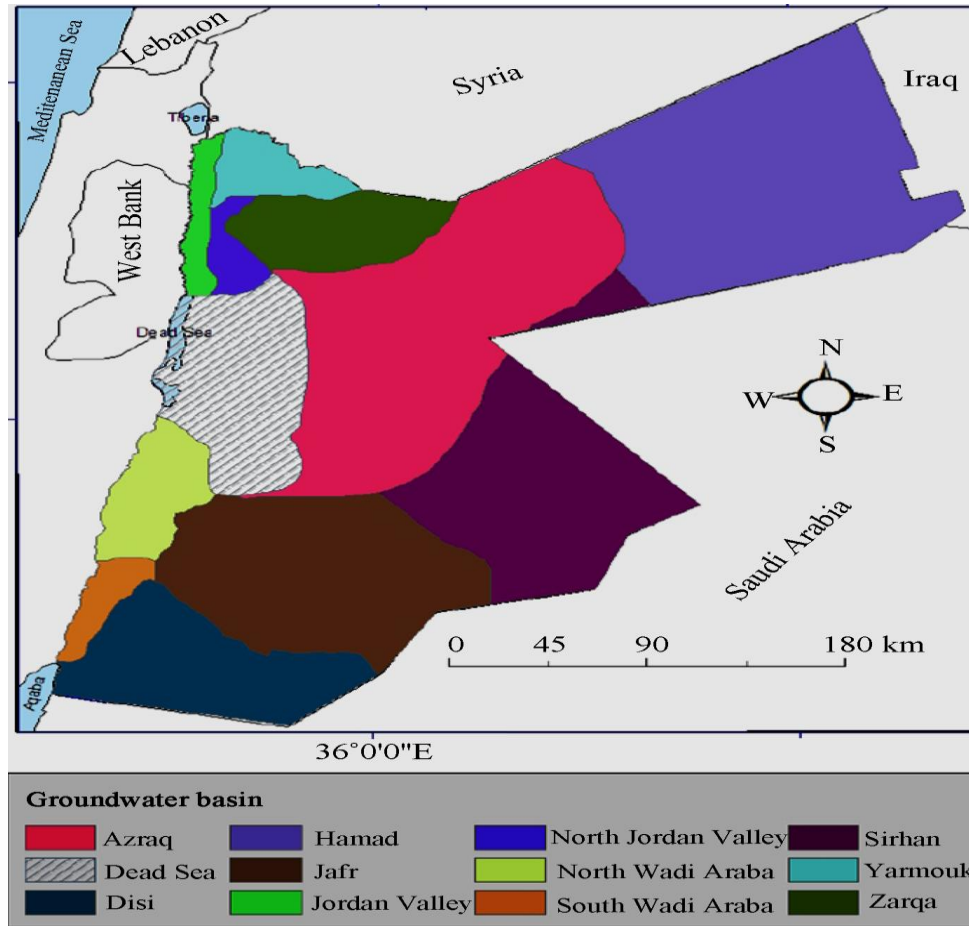 Meditenanean Sea
Lebanon
Syria
Iraq
Tiberia
West Bank
Dead Sea
N
W E
S
Saudi Arabia
0 45 90 180 km
Aqaba
36°0'0"E
Groundwater basin
Azraq Hamad North Jordan Valley Sirhan
Dead Sea Jafr North Wadi Araba Yarmouk
Disi Jordan Valley South Wadi Araba Zarqa